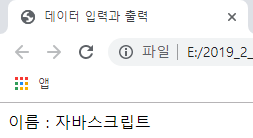 데이터 입력과 출력
파일 | E:/2019_2_
앱
이름 : 자바스크립트